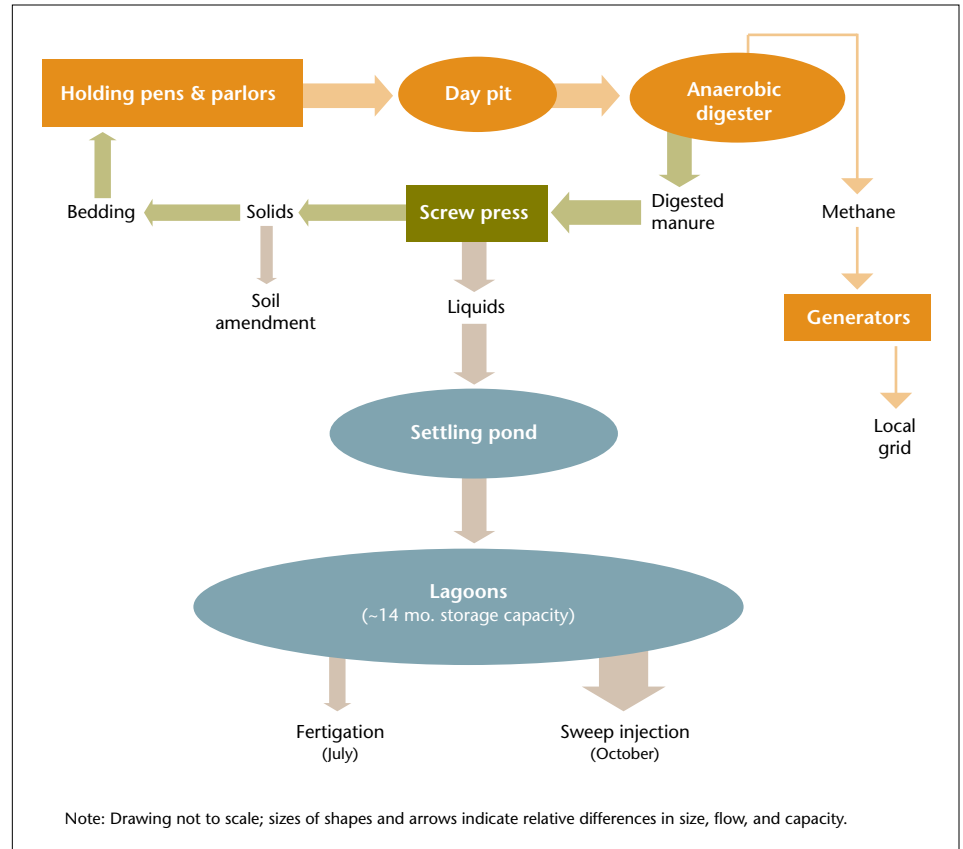 Holding pens & parlors
Day pit
Anaerobic
digester
Bedding
Solids
Screw press
Digested
manure
Methane
Soil
amendment
Liquids
Generators
Settling pond
Local
grid
Lagoons
(~14 mo. storage capacity)
Fertigation
(July)
Sweep injection
(October)
Note: Drawing not to scale; sizes of shapes and arrows indicate relative differences in size, flow, and capacity.